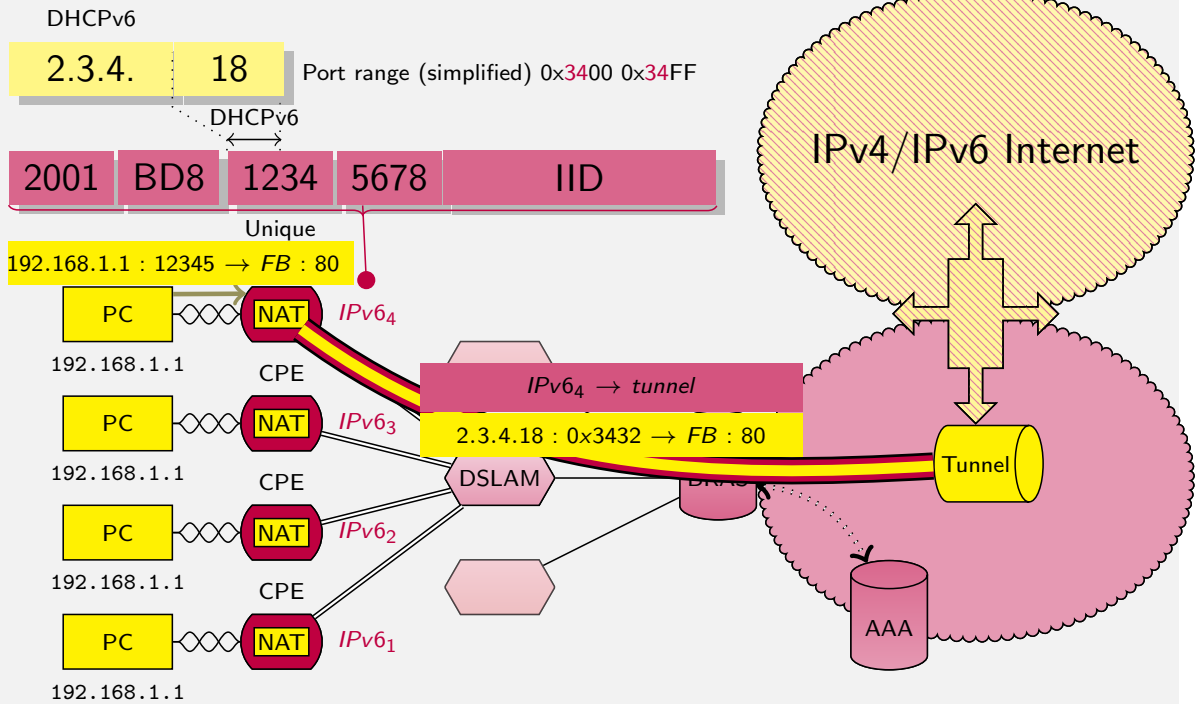 DHCPv6
2.3.4. 18
Port range (simplified) 0x3400 0x34FF
DHCPv6
2001 BD8 1234 5678 IID
IPv4/IPv6 Internet
Unique
192.168.1.1 : 12345 → FB : 80
PC NAT IPv6₄
192.168.1.1
CPE
IPv6₄ → tunnel
PC NAT IPv6₃
2.3.4.18 : 0x3432 → FB : 80
192.168.1.1
CPE
DSLAM
Tunnel
PC NAT IPv6₂
192.168.1.1
CPE
PC NAT IPv6₁
AAA
192.168.1.1